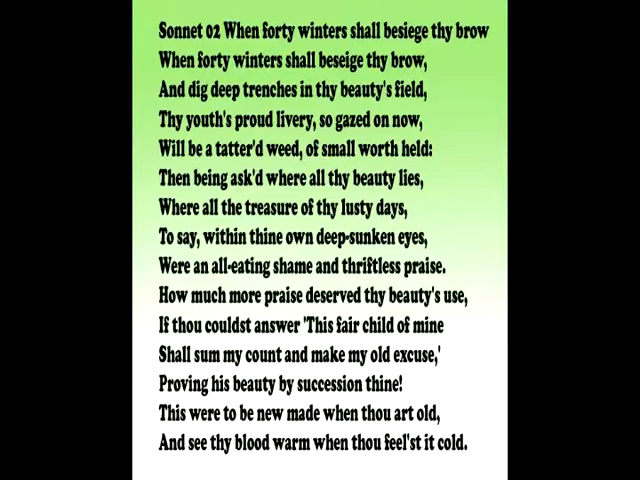 Sonnet 02 When forty winters shall besiege thy brow
When forty winters shall beseige thy brow,
And dig deep trenches in thy beauty's field,
Thy youth's proud livery, so gazed on now,
Will be a tatter'd weed, of small worth held:
Then being ask'd where all thy beauty lies,
Where all the treasure of thy lusty days,
To say, within thine own deep-sunken eyes,
Were an all-eating shame and thriftless praise.
How much more praise deserved thy beauty's use,
If thou couldst answer 'This fair child of mine
Shall sum my count and make my old excuse,'
Proving his beauty by succession thine!
This were to be new made when thou art old,
And see thy blood warm when thou feel'st it cold.